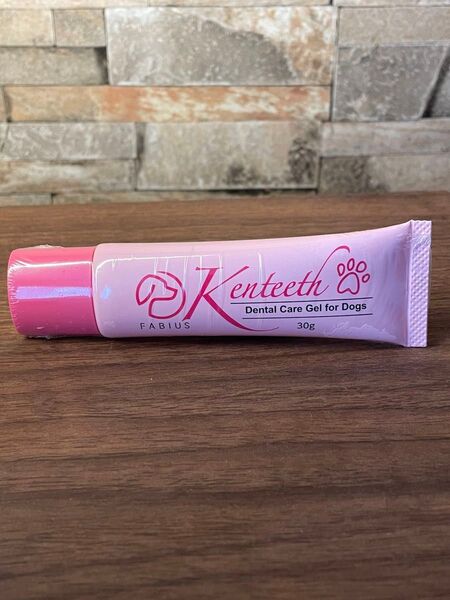 Kenteeth
Dental Care Gel for Dogs
FABIUS
30g